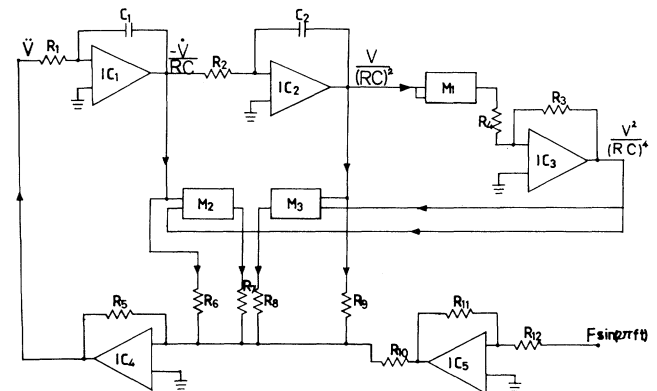 C1
C2
V̈
R1
IC1
-V̇
RC
R2
IC2
V
(RC)²
M1
R4
R3
IC3
V²
(RC)⁴
M2
M3
R6
R7
R8
R9
R5
IC4
R11
R10
IC5
R12
Fsin(2πft)